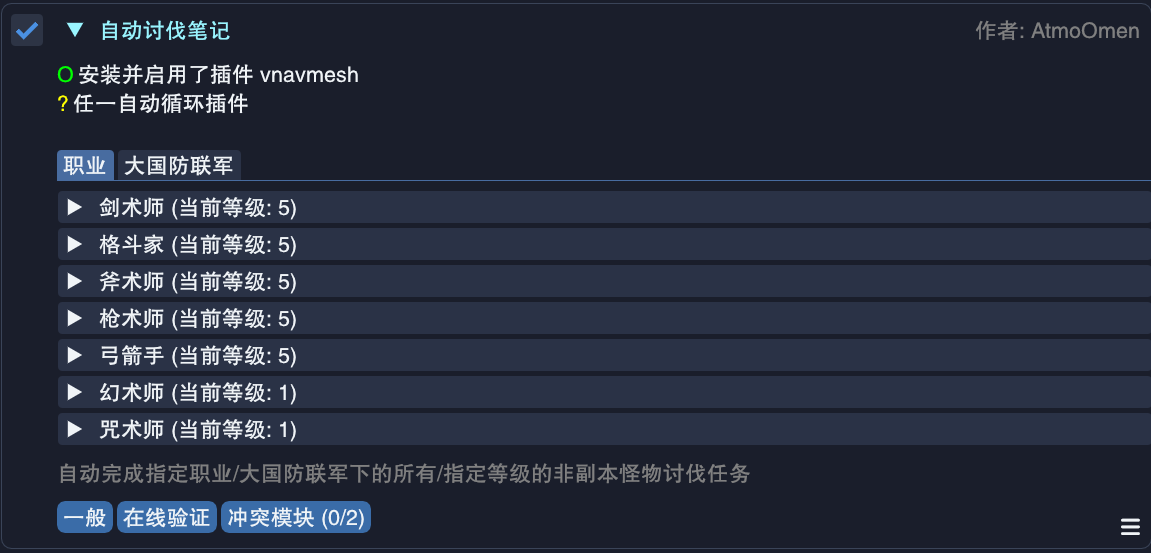 自动讨伐笔记 作者: AtmoOmen
O 安装并启用了插件 vnavmesh
? 任一自动循环插件
职业 大国防联军
剑术师 (当前等级: 5)
格斗家 (当前等级: 5)
斧术师 (当前等级: 5)
枪术师 (当前等级: 5)
弓箭手 (当前等级: 5)
幻术师 (当前等级: 1)
咒术师 (当前等级: 1)
自动完成指定职业/大国防联军下的所有/指定等级的非副本怪物讨伐任务
一般 在线验证 冲突模块 (0/2)